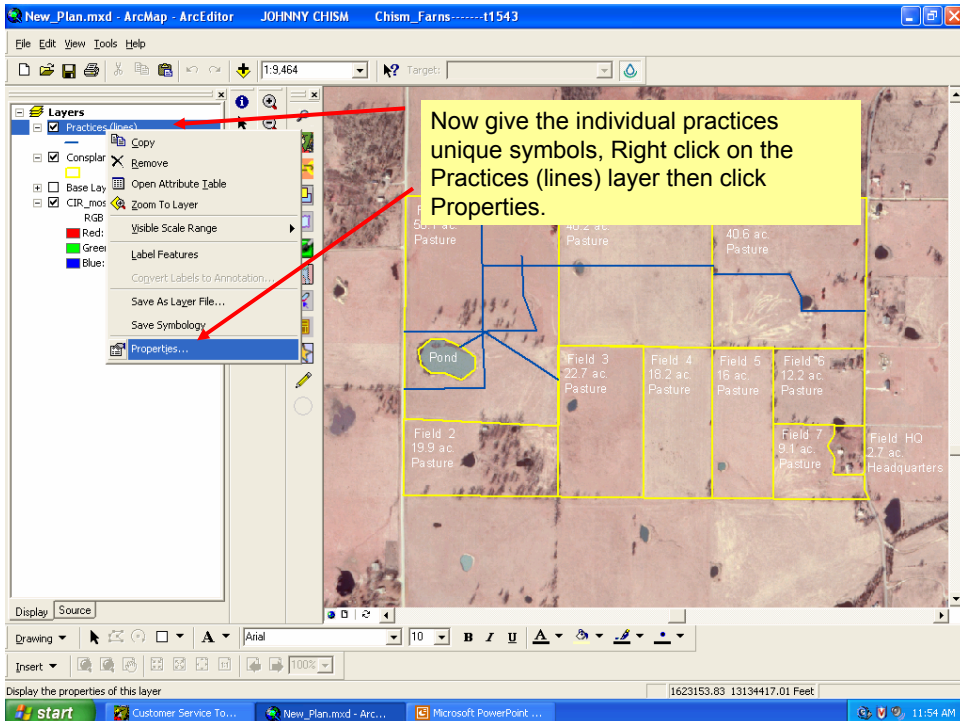 New_Plan.mxd - ArcMap - ArcEditor JOHNNY CHISM Chism_Farns-------t1543
File Edit View Tools Help
1:9,464 Target:
Layers
Practices (lines)
Consplan
Base Lay
CIR_mos
RGB
Red:
Green
Blue:
Copy
Remove
Open Attribute Table
Zoom To Layer
Visible Scale Range
Label Features
Convert Labels to Annotation...
Save As Layer File...
Save Symbology
Properties...
Now give the individual practices
unique symbols, Right click on the
Practices (lines) layer then click
Properties.
Pasture
40.2 ac.
Pasture
40.6 ac.
Pasture
Pond
Field 3
22.7 ac.
Pasture
Field 4
18.2 ac.
Pasture
Field 5
16 ac.
Pasture
Field 6
12.2 ac.
Pasture
Field 2
19.9 ac.
Pasture
Field 7
9.1 ac.
Pasture
Field HQ
2.7 ac.
Headquarters
Display Source
Drawing A Arial 10 B I U A
Insert 100%
Display the properties of this layer 1623153.83 13134417.01 Feet
start Customer Service To... New_Plan.mxd - Arc... Microsoft PowerPoint ... 11:54 AM